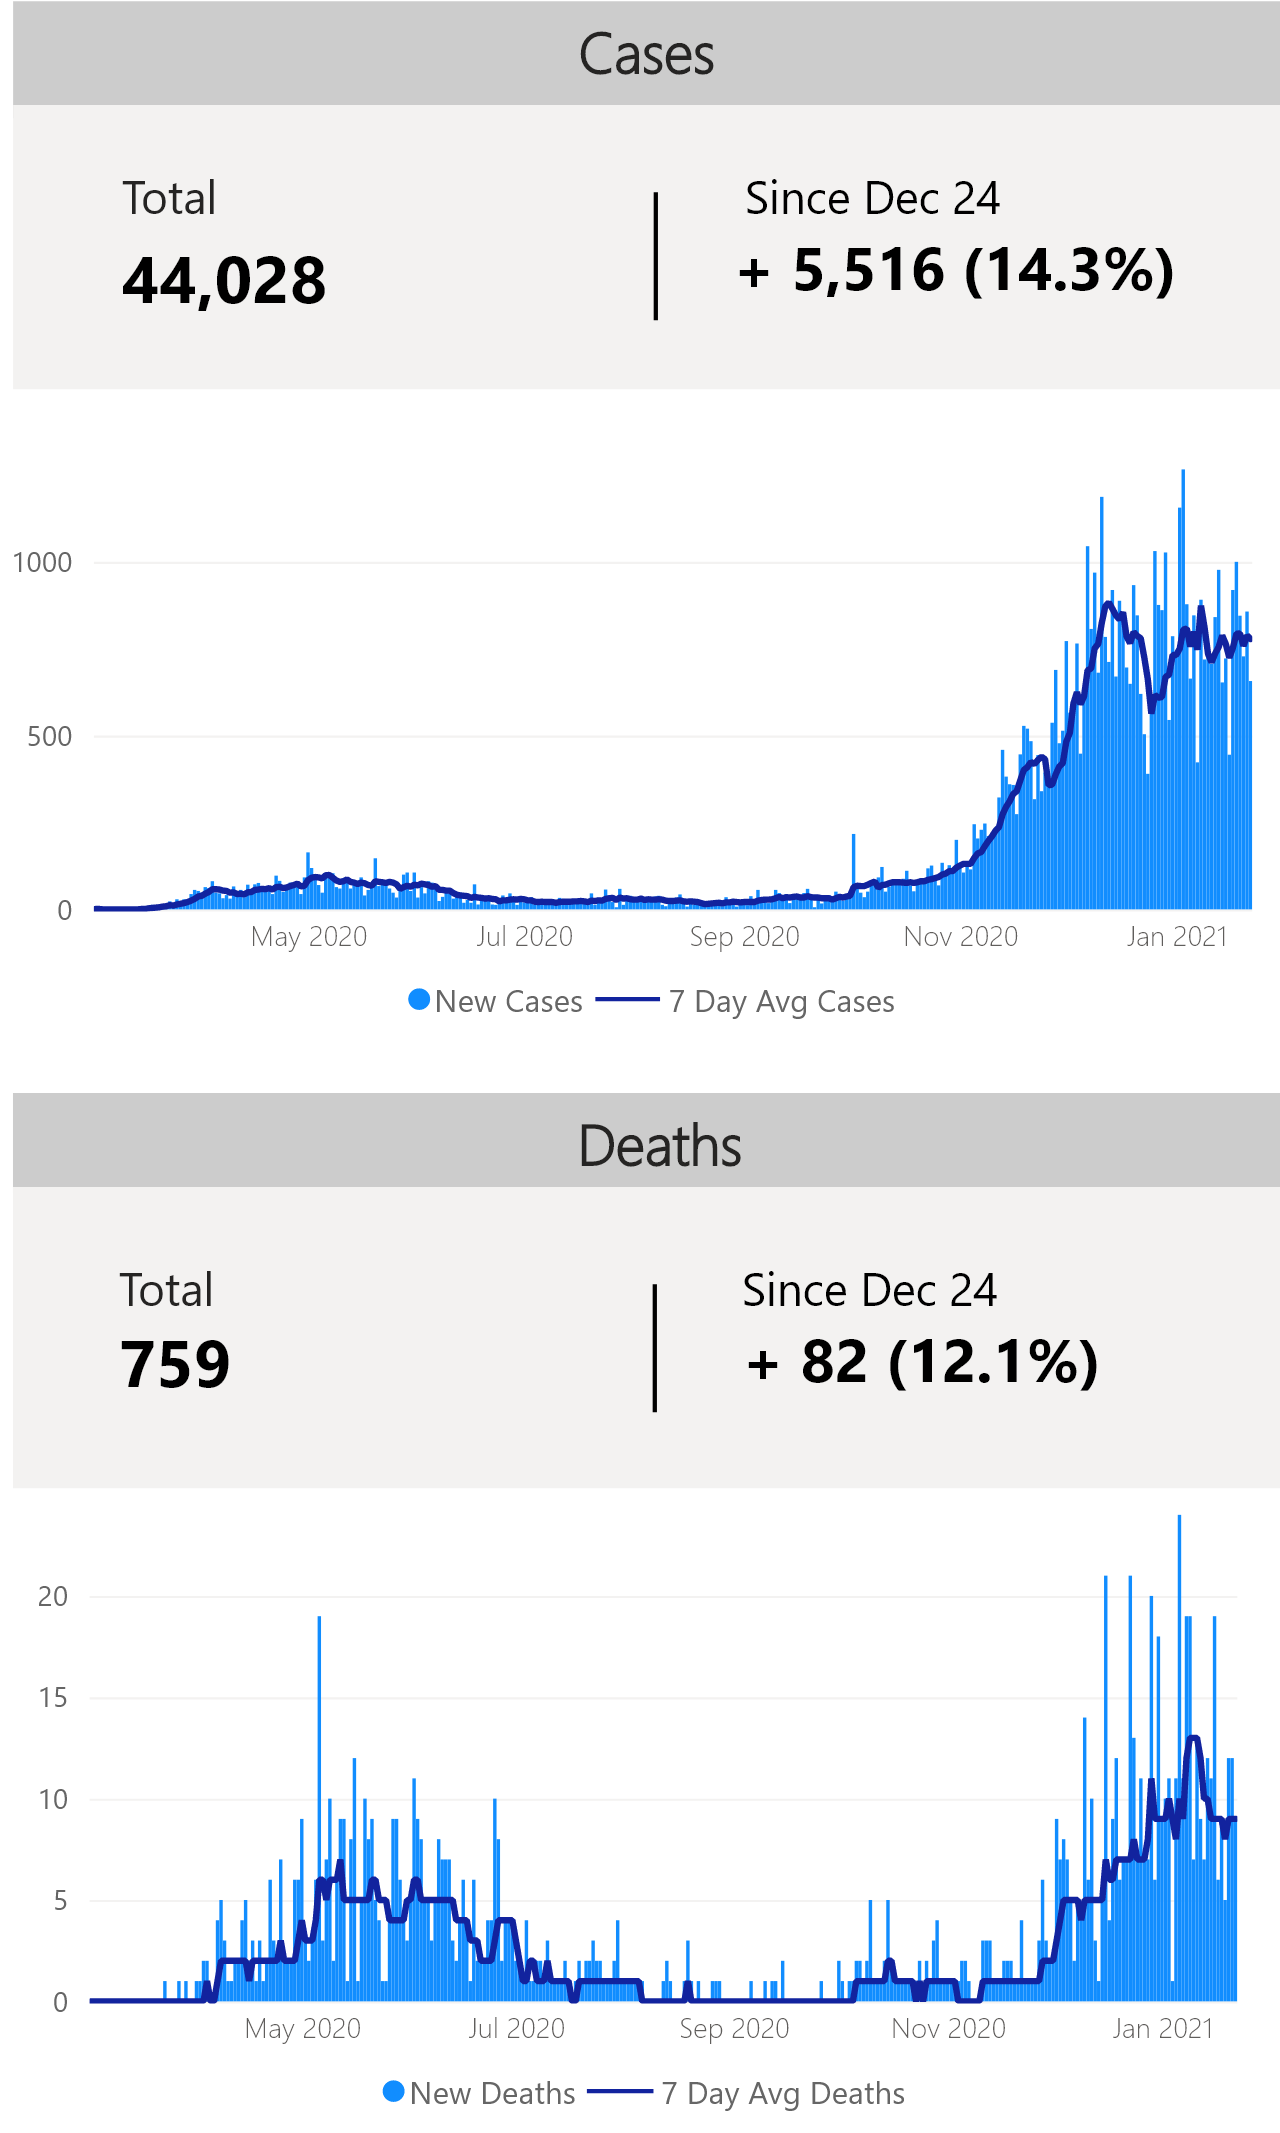 Cases
Total
Since Dec 24
44,028
+ 5,516 (14.3%)
1000
500
0
May 2020 Jul 2020 Sep 2020 Nov 2020 Jan 2021
New Cases 7 Day Avg Cases
Deaths
Total
Since Dec 24
759
+ 82 (12.1%)
20
15
10
5
0
May 2020 Jul 2020 Sep 2020 Nov 2020 Jan 2021
New Deaths 7 Day Avg Deaths